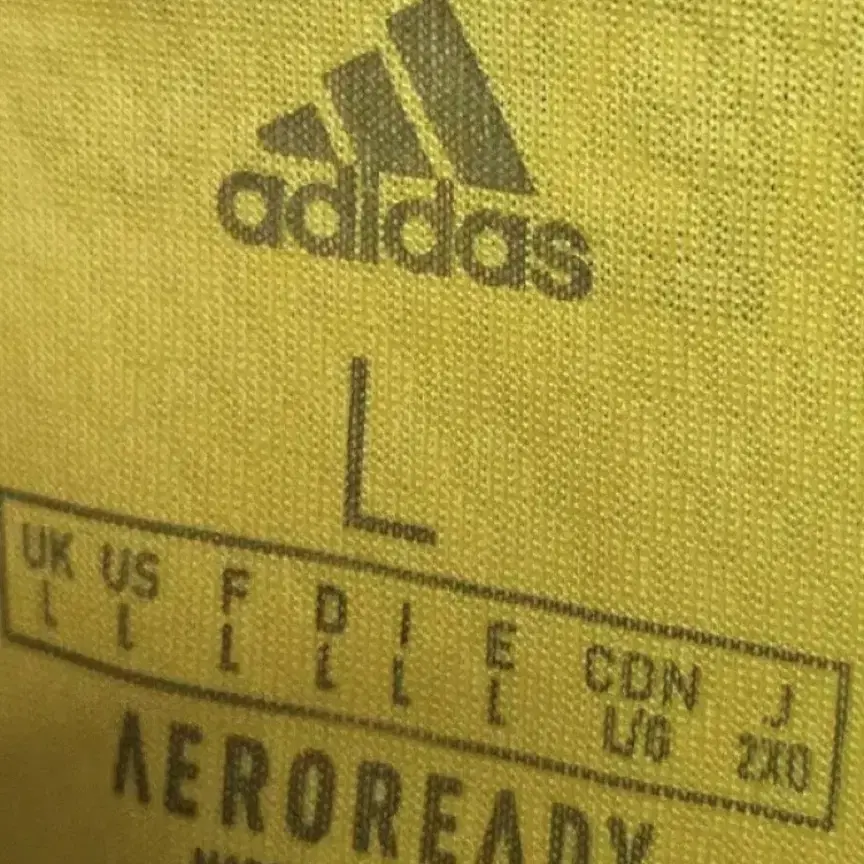 adidas
L
UK US F D I E CDN J
L L L L L L L/G 2XO
AEROREADY